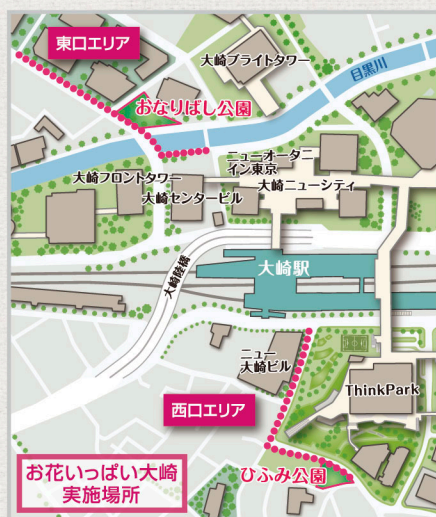 東口エリア
大崎ブライトタワー
目黒川
おなりばし公園
ニューオータニ
イン東京
大崎フロントタワー
大崎センタービル
大崎ニューシティ
大崎陸橋
大崎駅
ニュー
大崎ビル
ThinkPark
西口エリア
ひふみ公園
お花いっぱい大崎
実施場所